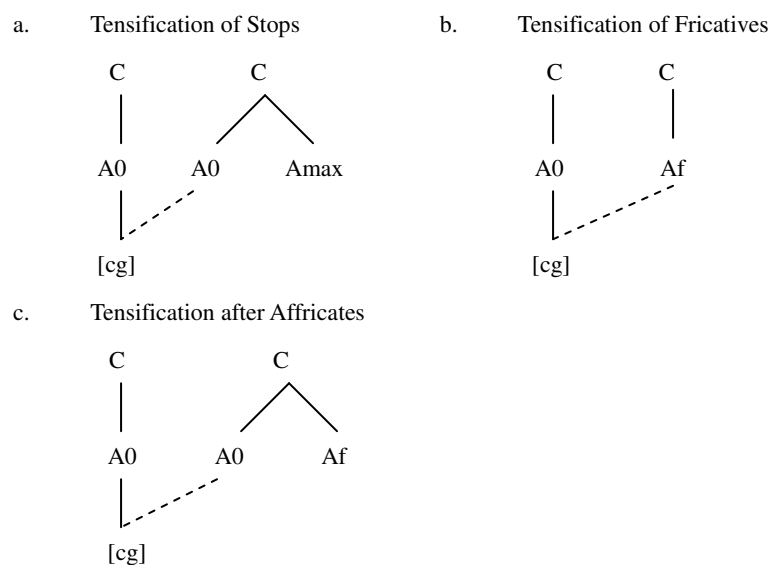 a. Tensification of Stops
C C
A0 A0 Amax
[cg]
b. Tensification of Fricatives
C C
A0 Af
[cg]
c. Tensification after Affricates
C C
A0 A0 Af
[cg]